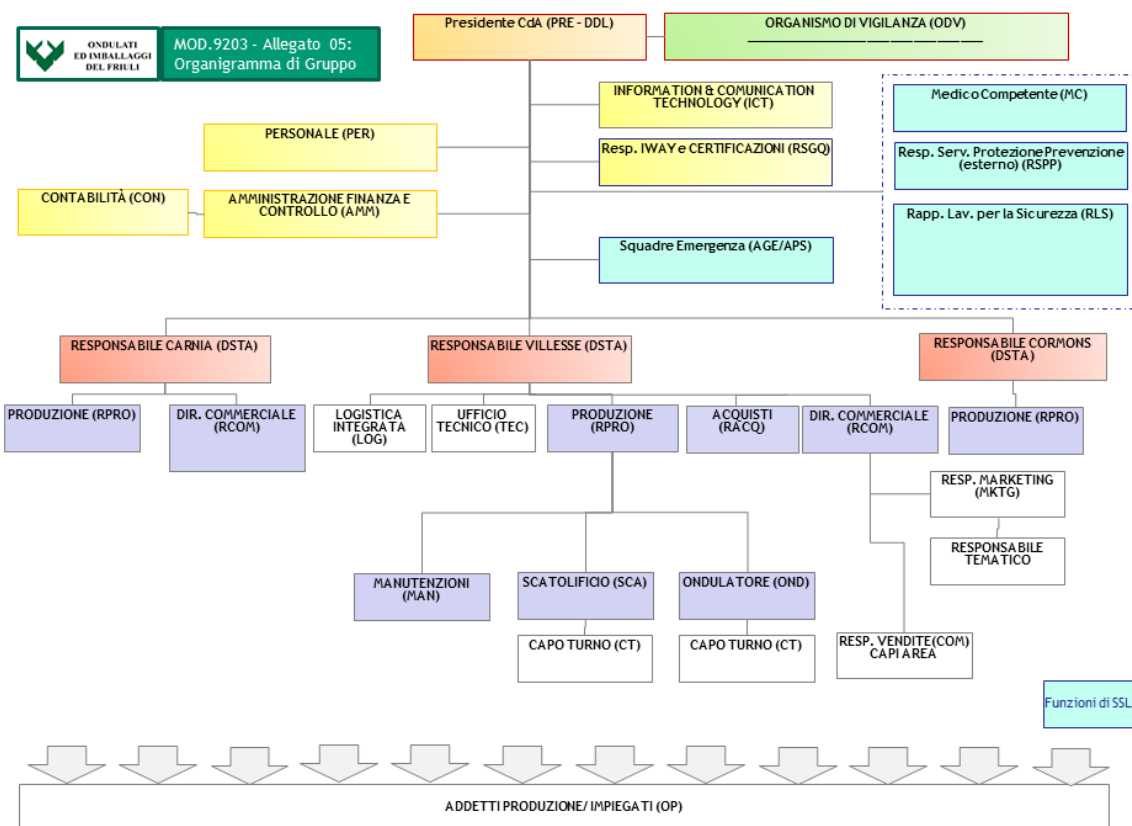 ONDULATI
ED IMBALLAGGI
DEL FRIULI
MOD.9203 - Allegato 05:
Organigramma di Gruppo
Presidente CdA (PRE - DDL)
ORGANISMO DI VIGILANZA (ODV)
INFORMATION & COMUNICATION
TECHNOLOGY (ICT)
Medico Competente (MC)
PERSONALE (PER)
Resp. IWAY e CERTIFICAZIONI (RSGQ)
Resp. Serv. Protezione Prevenzione
(esterno) (RSPP)
CONTABILITÀ (CON)
AMMINISTRAZIONE FINANZA E
CONTROLLO (AMM)
Rapp. Lav. per la Sicurezza (RLS)
Squadre Emergenza (AGE/APS)
RESPONSABILE CARNIA (DSTA)
RESPONSABILE VILLESSE (DSTA)
RESPONSABILE CORMONS
(DSTA)
PRODUZIONE (RPRO)
DIR. COMMERCIALE
(RCOM)
LOGISTICA
INTEGRATA
(LOG)
UFFICIO
TECNICO (TEC)
PRODUZIONE
(RPRO)
ACQUISTI
(RACQ)
DIR. COMMERCIALE
(RCOM)
PRODUZIONE (RPRO)
RESP. MARKETING
(MKTG)
RESPONSABILE
TEMATICO
MANUTENZIONI
(MAN)
SCATOLIFICIO (SCA)
ONDULATORE (OND)
CAPO TURNO (CT)
CAPO TURNO (CT)
RESP. VENDITE(COM)
CAPI AREA
Funzioni di SSL
ADDETTI PRODUZIONE/ IMPIEGATI (OP)